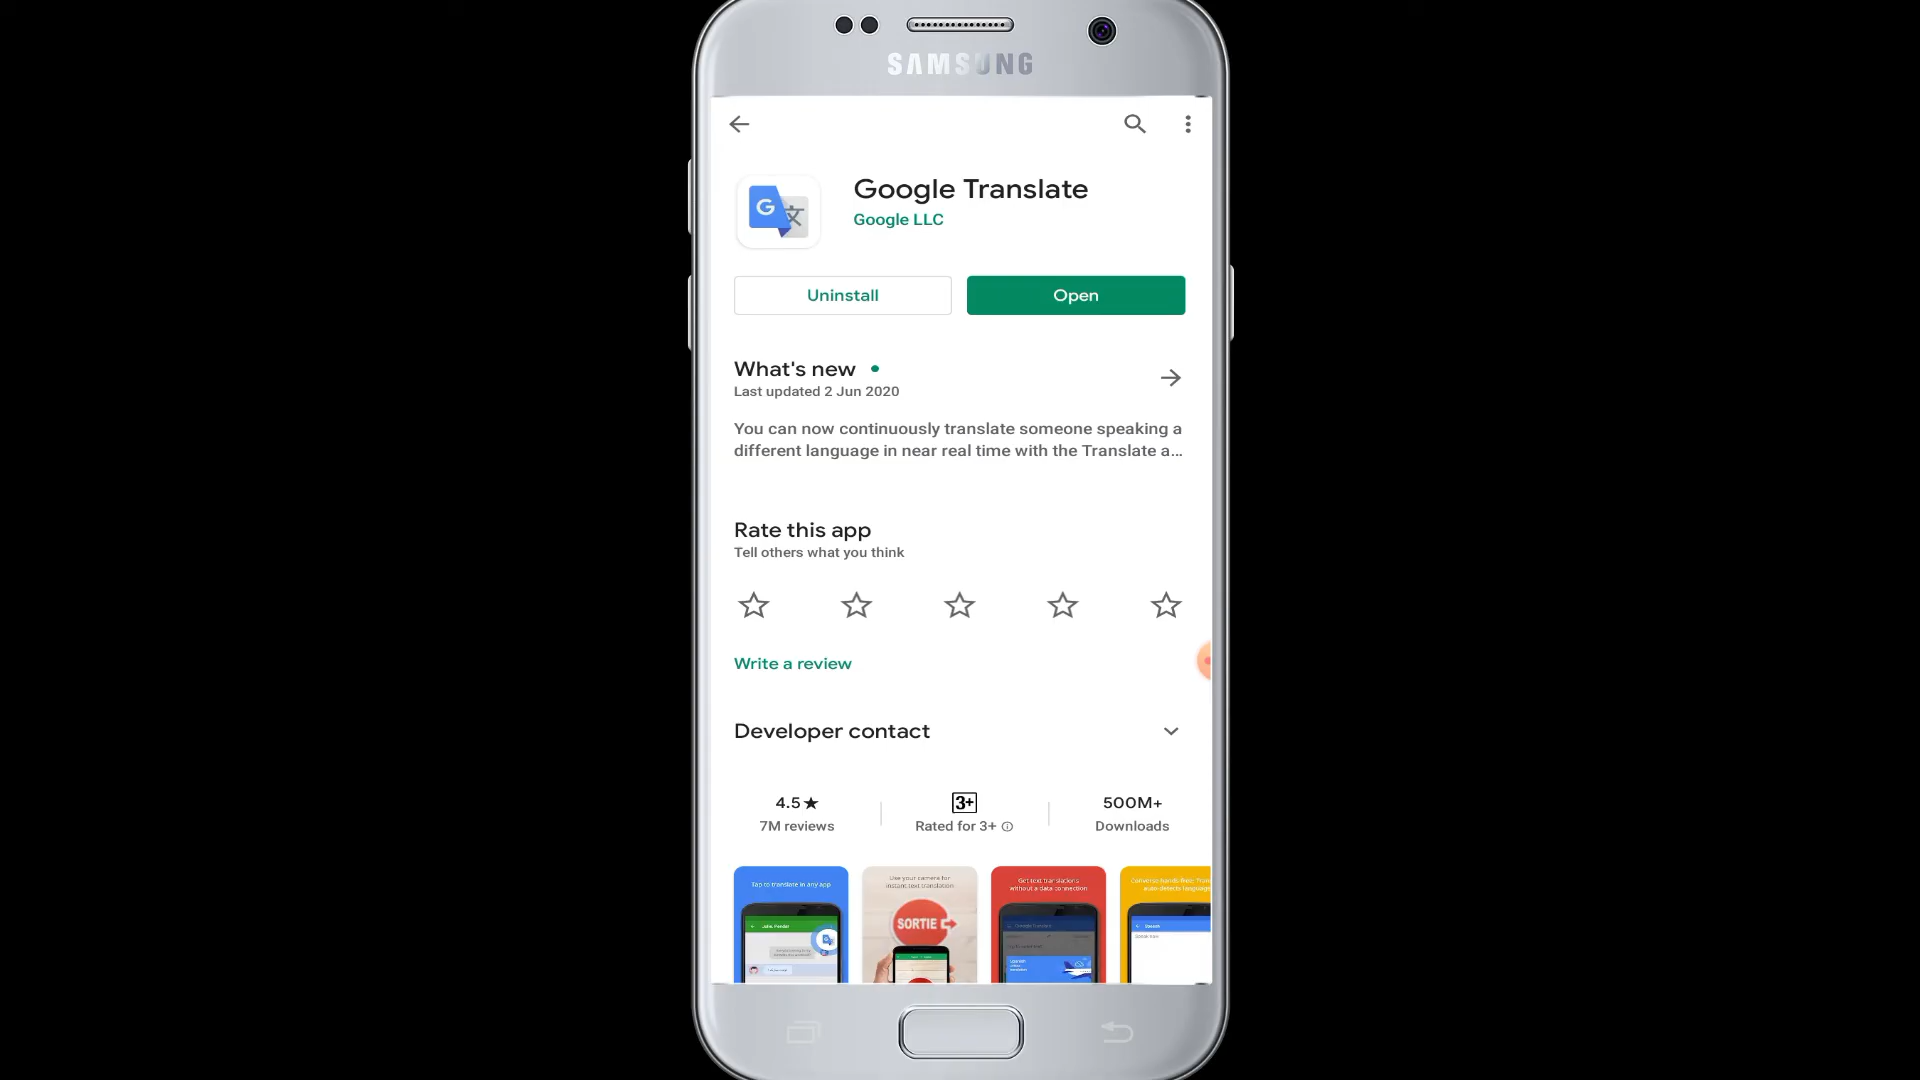 SAMSUNG
Google Translate
Google LLC
Uninstall
Open
What's new
Last updated 2 Jun 2020
You can now continuously translate someone speaking a
different language in near real time with the Translate a...
Rate this app
Tell others what you think
Write a review
Developer contact
4.5★
3+
500M+
7M reviews
Rated for 3+
Downloads
Tap to translate in any app
Use your camera for
instant text translation
Get text translations
without a data connection
Converse hands-free
auto-detects language
SORTIE